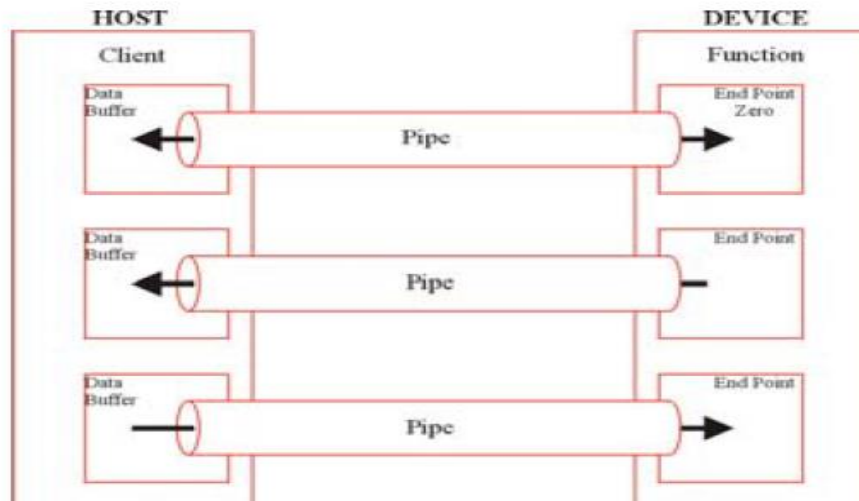 HOST
DEVICE
Client
Function
Data
Buffer
Pipe
End Point
Zero
Data
Buffer
Pipe
End Point
Data
Buffer
Pipe
End Point